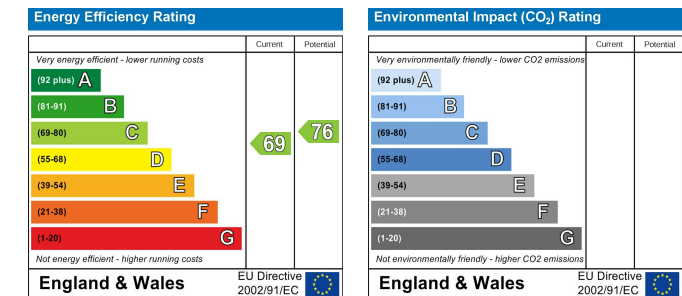 Energy Efficiency Rating
Current Potential
Very energy efficient - lower running costs
(92 plus) A
(81-91) B
(69-80) C
(55-68) D
(39-54) E
(21-38) F
(1-20) G
69
76
Not energy efficient - higher running costs
England & Wales
EU Directive
2002/91/EC
Environmental Impact (CO₂) Rating
Current Potential
Very environmentally friendly - lower CO2 emissions
(92 plus) A
(81-91) B
(69-80) C
(55-68) D
(39-54) E
(21-38) F
(1-20) G
Not environmentally friendly - higher CO2 emissions
England & Wales
EU Directive
2002/91/EC